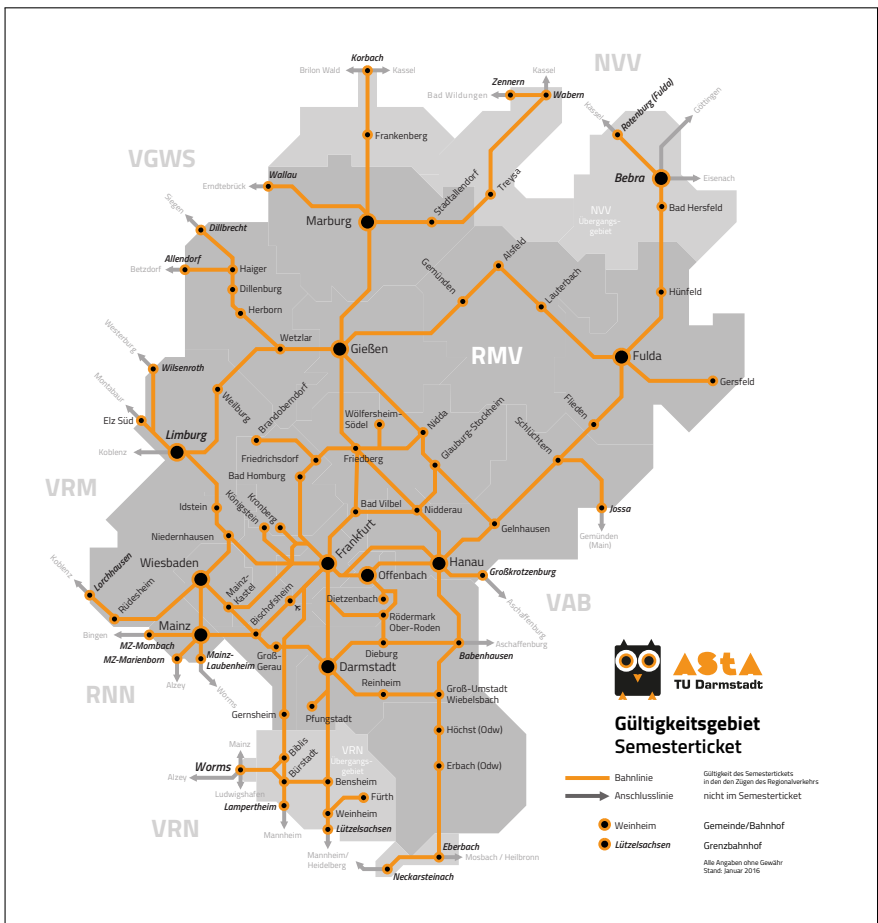 Korbach
Brilon Wald
Kassel
NVV
Kassel
Zennern
Bad Wildungen
Wabern
Göttingen
Kassel
Rotenburg (Fulda)
Frankenberg
VGWS
Wallau
Erndtebrück
Stadtallendorf
Treysa
Bebra
Eisenach
NVV
Übergangs-
gebiet
Bad Hersfeld
Siegen
Dillbrecht
Marburg
Allendorf
Betzdorf
Haiger
Dillenburg
Herborn
Gemünden
Alsfeld
Lauterbach
Hünfeld
Westerburg
Wetzlar
Gießen
RMV
Fulda
Wilsenroth
Montabaur
Weilburg
Gersfeld
Elz Süd
Brandoberndorf
Wölfersheim-
Södel
Nidda
Glauburg-Stockheim
Flieden
Schlüchtern
Limburg
Koblenz
Friedrichsdorf
Friedberg
Bad Homburg
VRM
Idstein
Königstein
Kronberg
Bad Vilbel
Nidderau
Gelnhausen
Jossa
Gemünden
(Main)
Niedernhausen
Frankfurt
Koblenz
Lorchhausen
Wiesbaden
Offenbach
Hanau
Großkrotzenburg
Rüdesheim
Mainz-
Kastel
Bischofsheim
Dietzenbach
VAB
Aschaffenburg
Mainz
Rödermark
Ober-Roden
Bingen
MZ-Mombach
MZ-Marienborn
Mainz-
Laubenheim
Groß-
Gerau
Dieburg
Babenhausen
Aschaffenburg
Alzey
Worms
RNN
Darmstadt
Reinheim
Groß-Umstadt
Wiebelsbach
Pfungstadt
Gernsheim
Höchst (Odw)
Mainz
VRN
Übergangs-
gebiet
Worms
Alzey
Biblis
Bürstadt
Erbach (Odw)
Bensheim
Ludwigshafen
Lampertheim
Fürth
Weinheim
VRN
Mannheim
Lützelsachsen
Mannheim/
Heidelberg
Eberbach
Mosbach / Heilbronn
Neckarsteinach
AStA
TU Darmstadt
Gültigkeitsgebiet
Semesterticket
Bahnlinie
Gültigkeit des Semestertickets
in den den Zügen des Regionalverkehrs
Anschlusslinie
nicht im Semesterticket
Weinheim
Gemeinde/Bahnhof
Lützelsachsen
Grenzbahnhof
Alle Angaben ohne Gewähr
Stand: Januar 2016